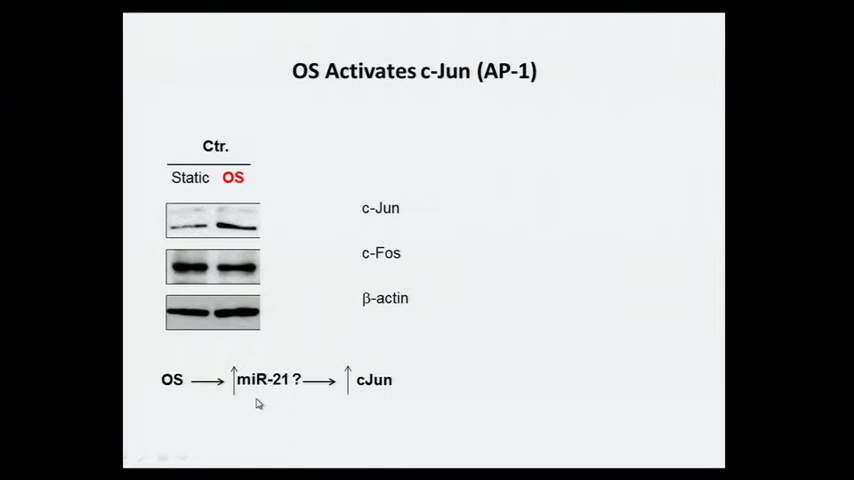 OS Activates c-Jun (AP-1)
Ctr.
Static OS
c-Jun
c-Fos
β-actin
OS → ↑miR-21? → ↑ cJun